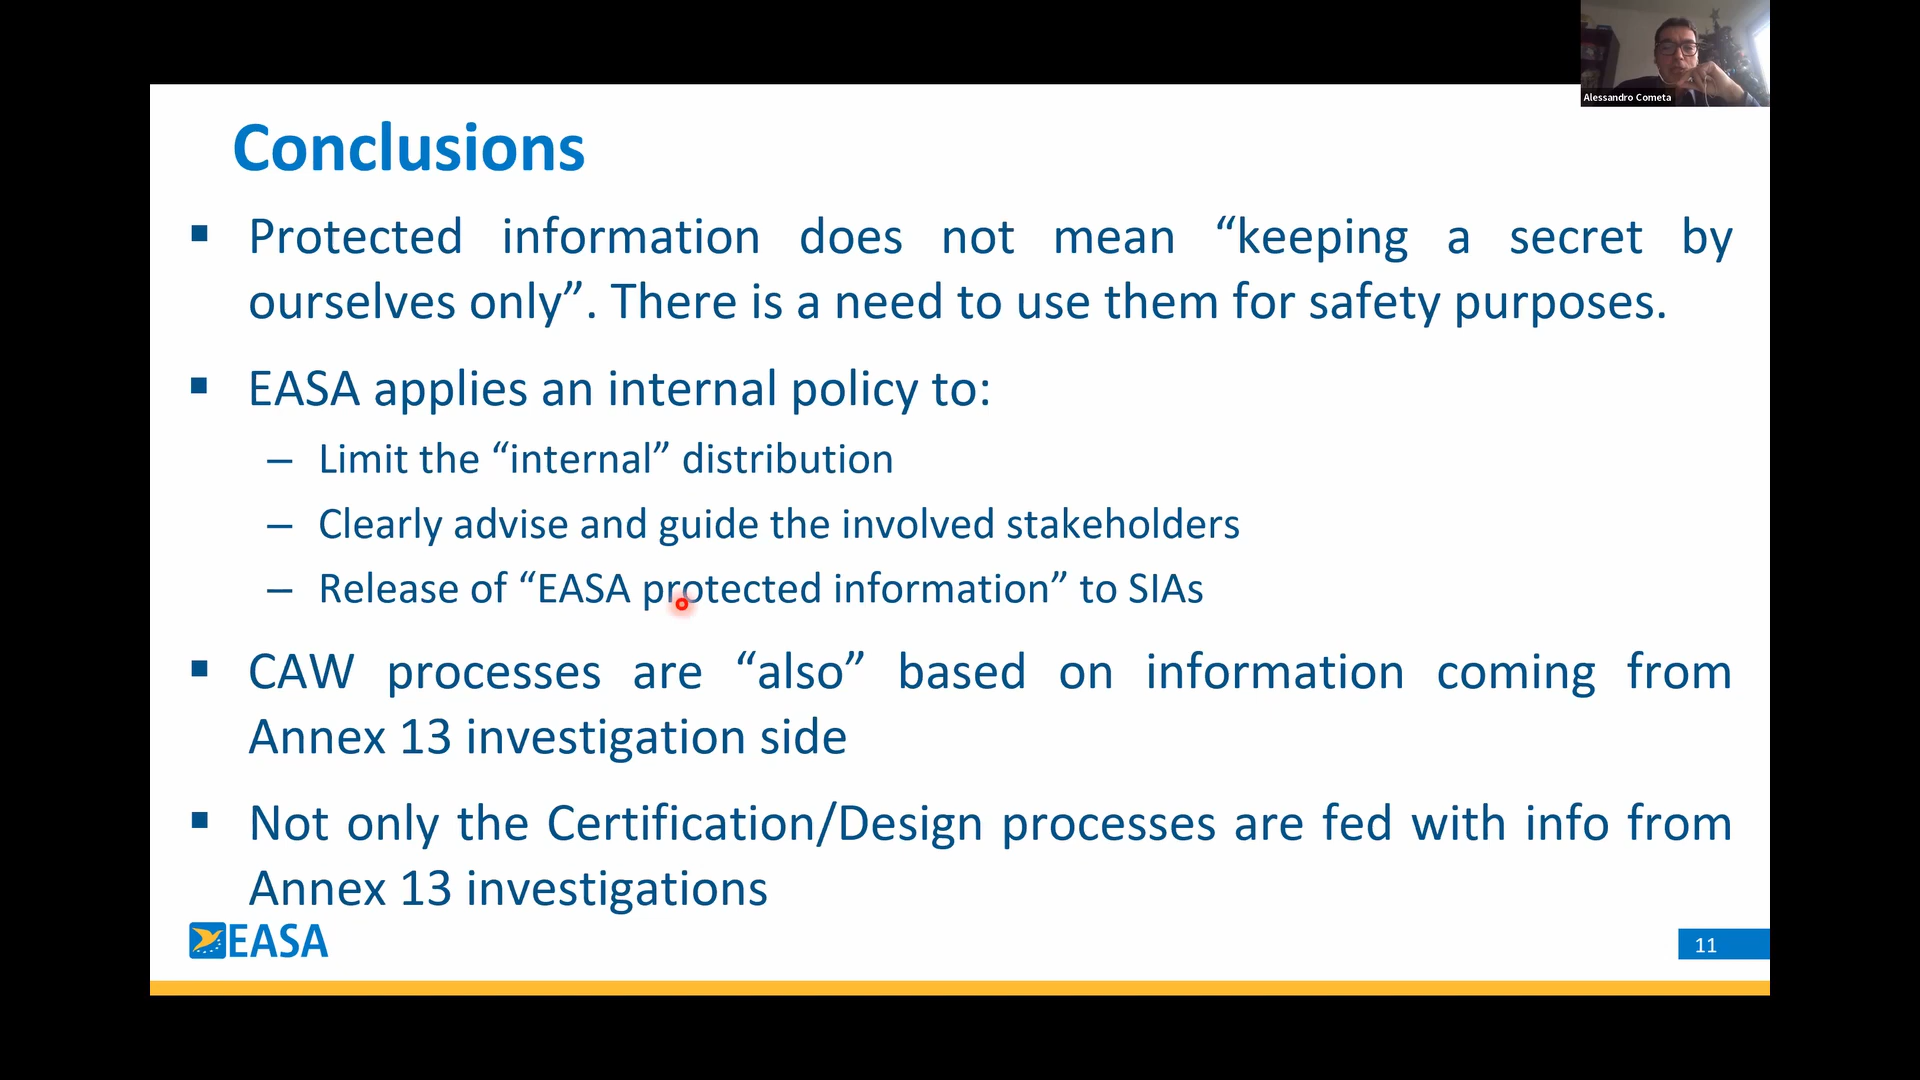 Alessandro Cometa
Conclusions
▪ Protected information does not mean “keeping a secret by
ourselves only”. There is a need to use them for safety purposes.
▪ EASA applies an internal policy to:
– Limit the “internal” distribution
– Clearly advise and guide the involved stakeholders
– Release of “EASA protected information” to SIAs
▪ CAW processes are “also” based on information coming from
Annex 13 investigation side
▪ Not only the Certification/Design processes are fed with info from
Annex 13 investigations
EASA
11